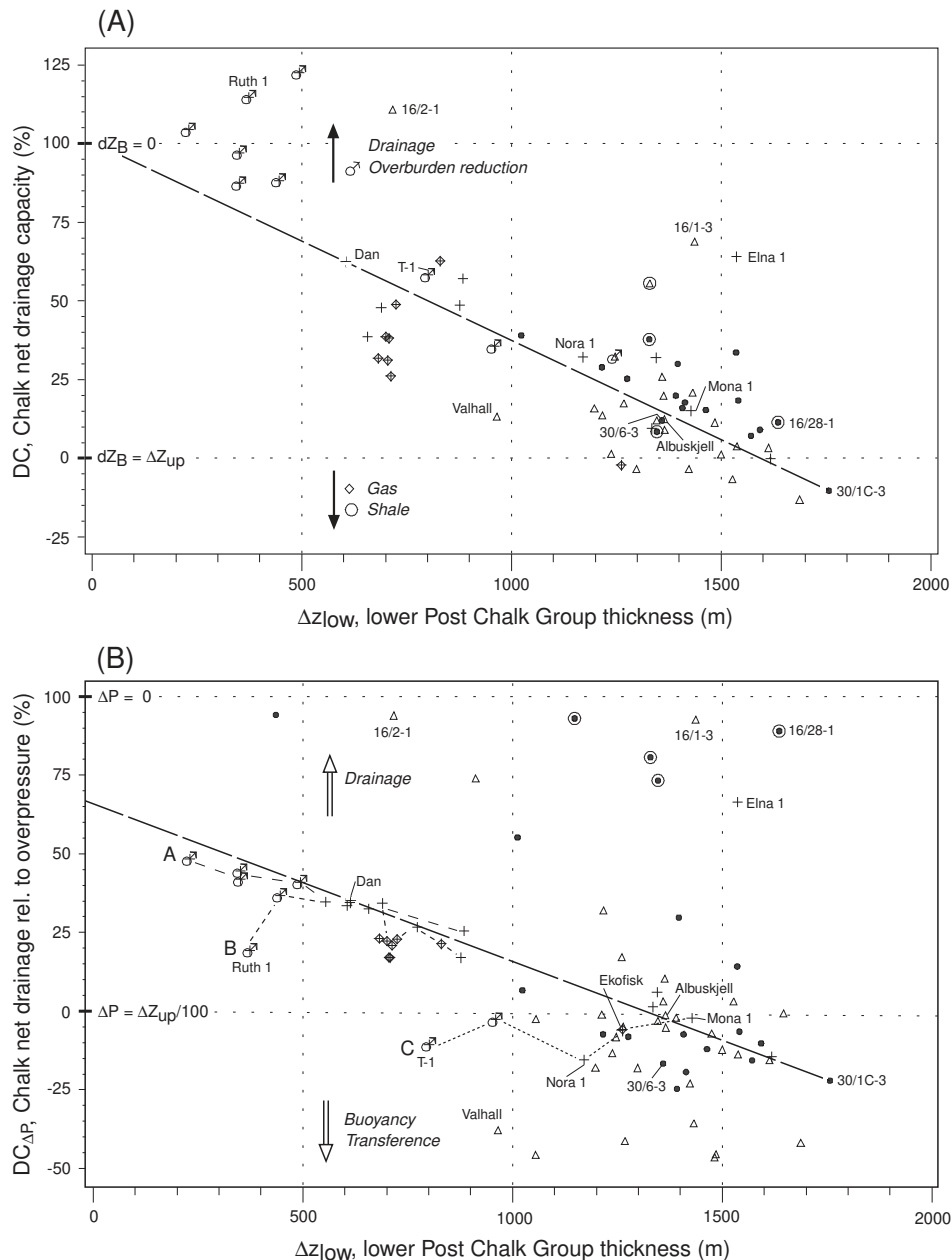 (A)
125
Ruth 1
16/2-1
dZB = 0
100
Drainage
Overburden reduction
DC, Chalk net drainage capacity (%)
75
16/1-3
Dan
T-1
Elna 1
50
Nora 1
25
Mona 1
Valhall
30/6-3
16/28-1
Albuskjell
dZB = ΔZup
0
Gas
Shale
30/1C-3
-25
0
500
1000
1500
2000
Δzlow, lower Post Chalk Group thickness (m)
(B)
100
ΔP = 0
16/2-1
16/1-3
16/28-1
DCΔP, Chalk net drainage rel. to overpressure (%)
75
Drainage
Elna 1
50
A
Dan
25
B
Ruth 1
Ekofisk
Albuskjell
0
ΔP = ΔZup/100
Mona 1
C
T-1
Nora 1
30/6-3
30/1C-3
-25
Valhall
Buoyancy
Transference
-50
0
500
1000
1500
2000
Δzlow, lower Post Chalk Group thickness (m)